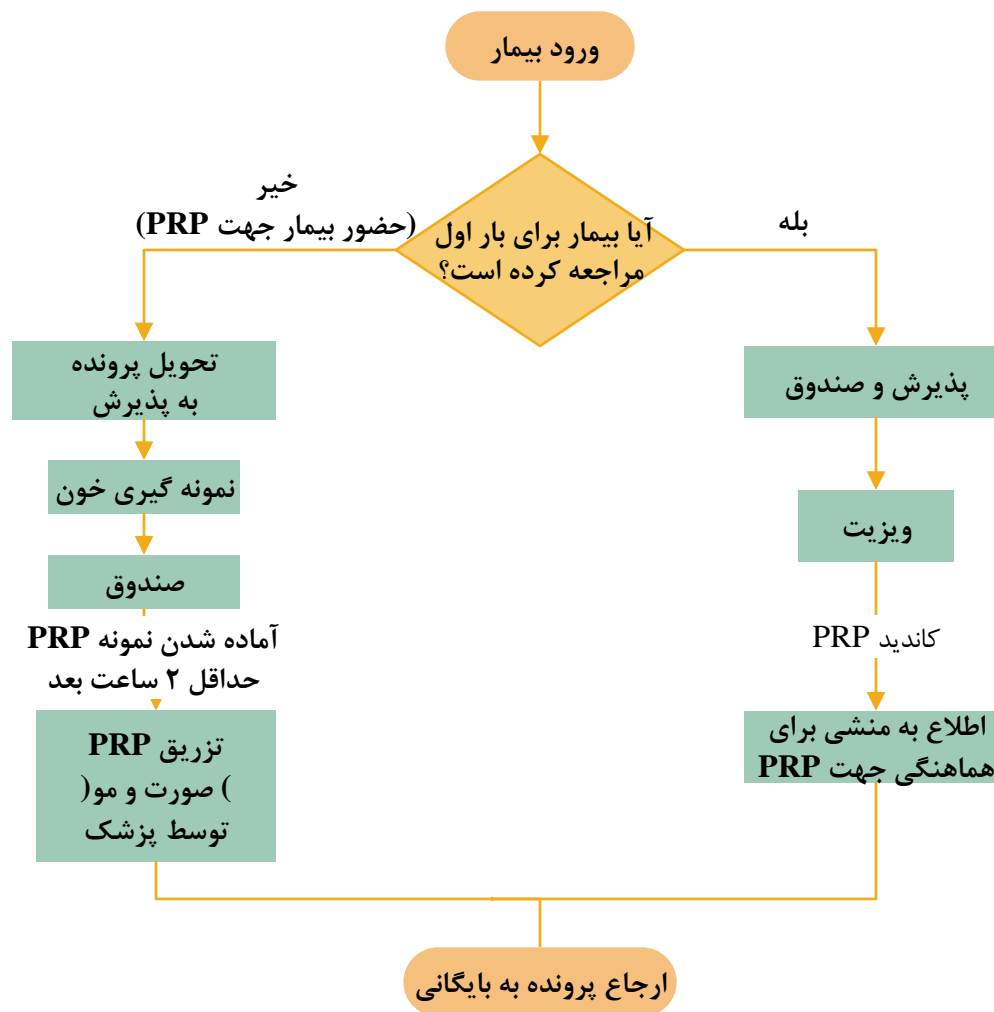 ورود بیمار
آیا بیمار برای بار اول
مراجعه کرده است؟
بله
پذیرش و صندوق
ویزیت
کاندید PRP
اطلاع به منشی برای
هماهنگی جهت PRP
خیر
(حضور بیمار جهت PRP)
تحویل پرونده
به پذیرش
نمونه گیری خون
صندوق
آماده شدن نمونه PRP
حداقل ۲ ساعت بعد
تزریق PRP
( صورت و مو)
توسط پزشک
ارجاع پرونده به بایگانی